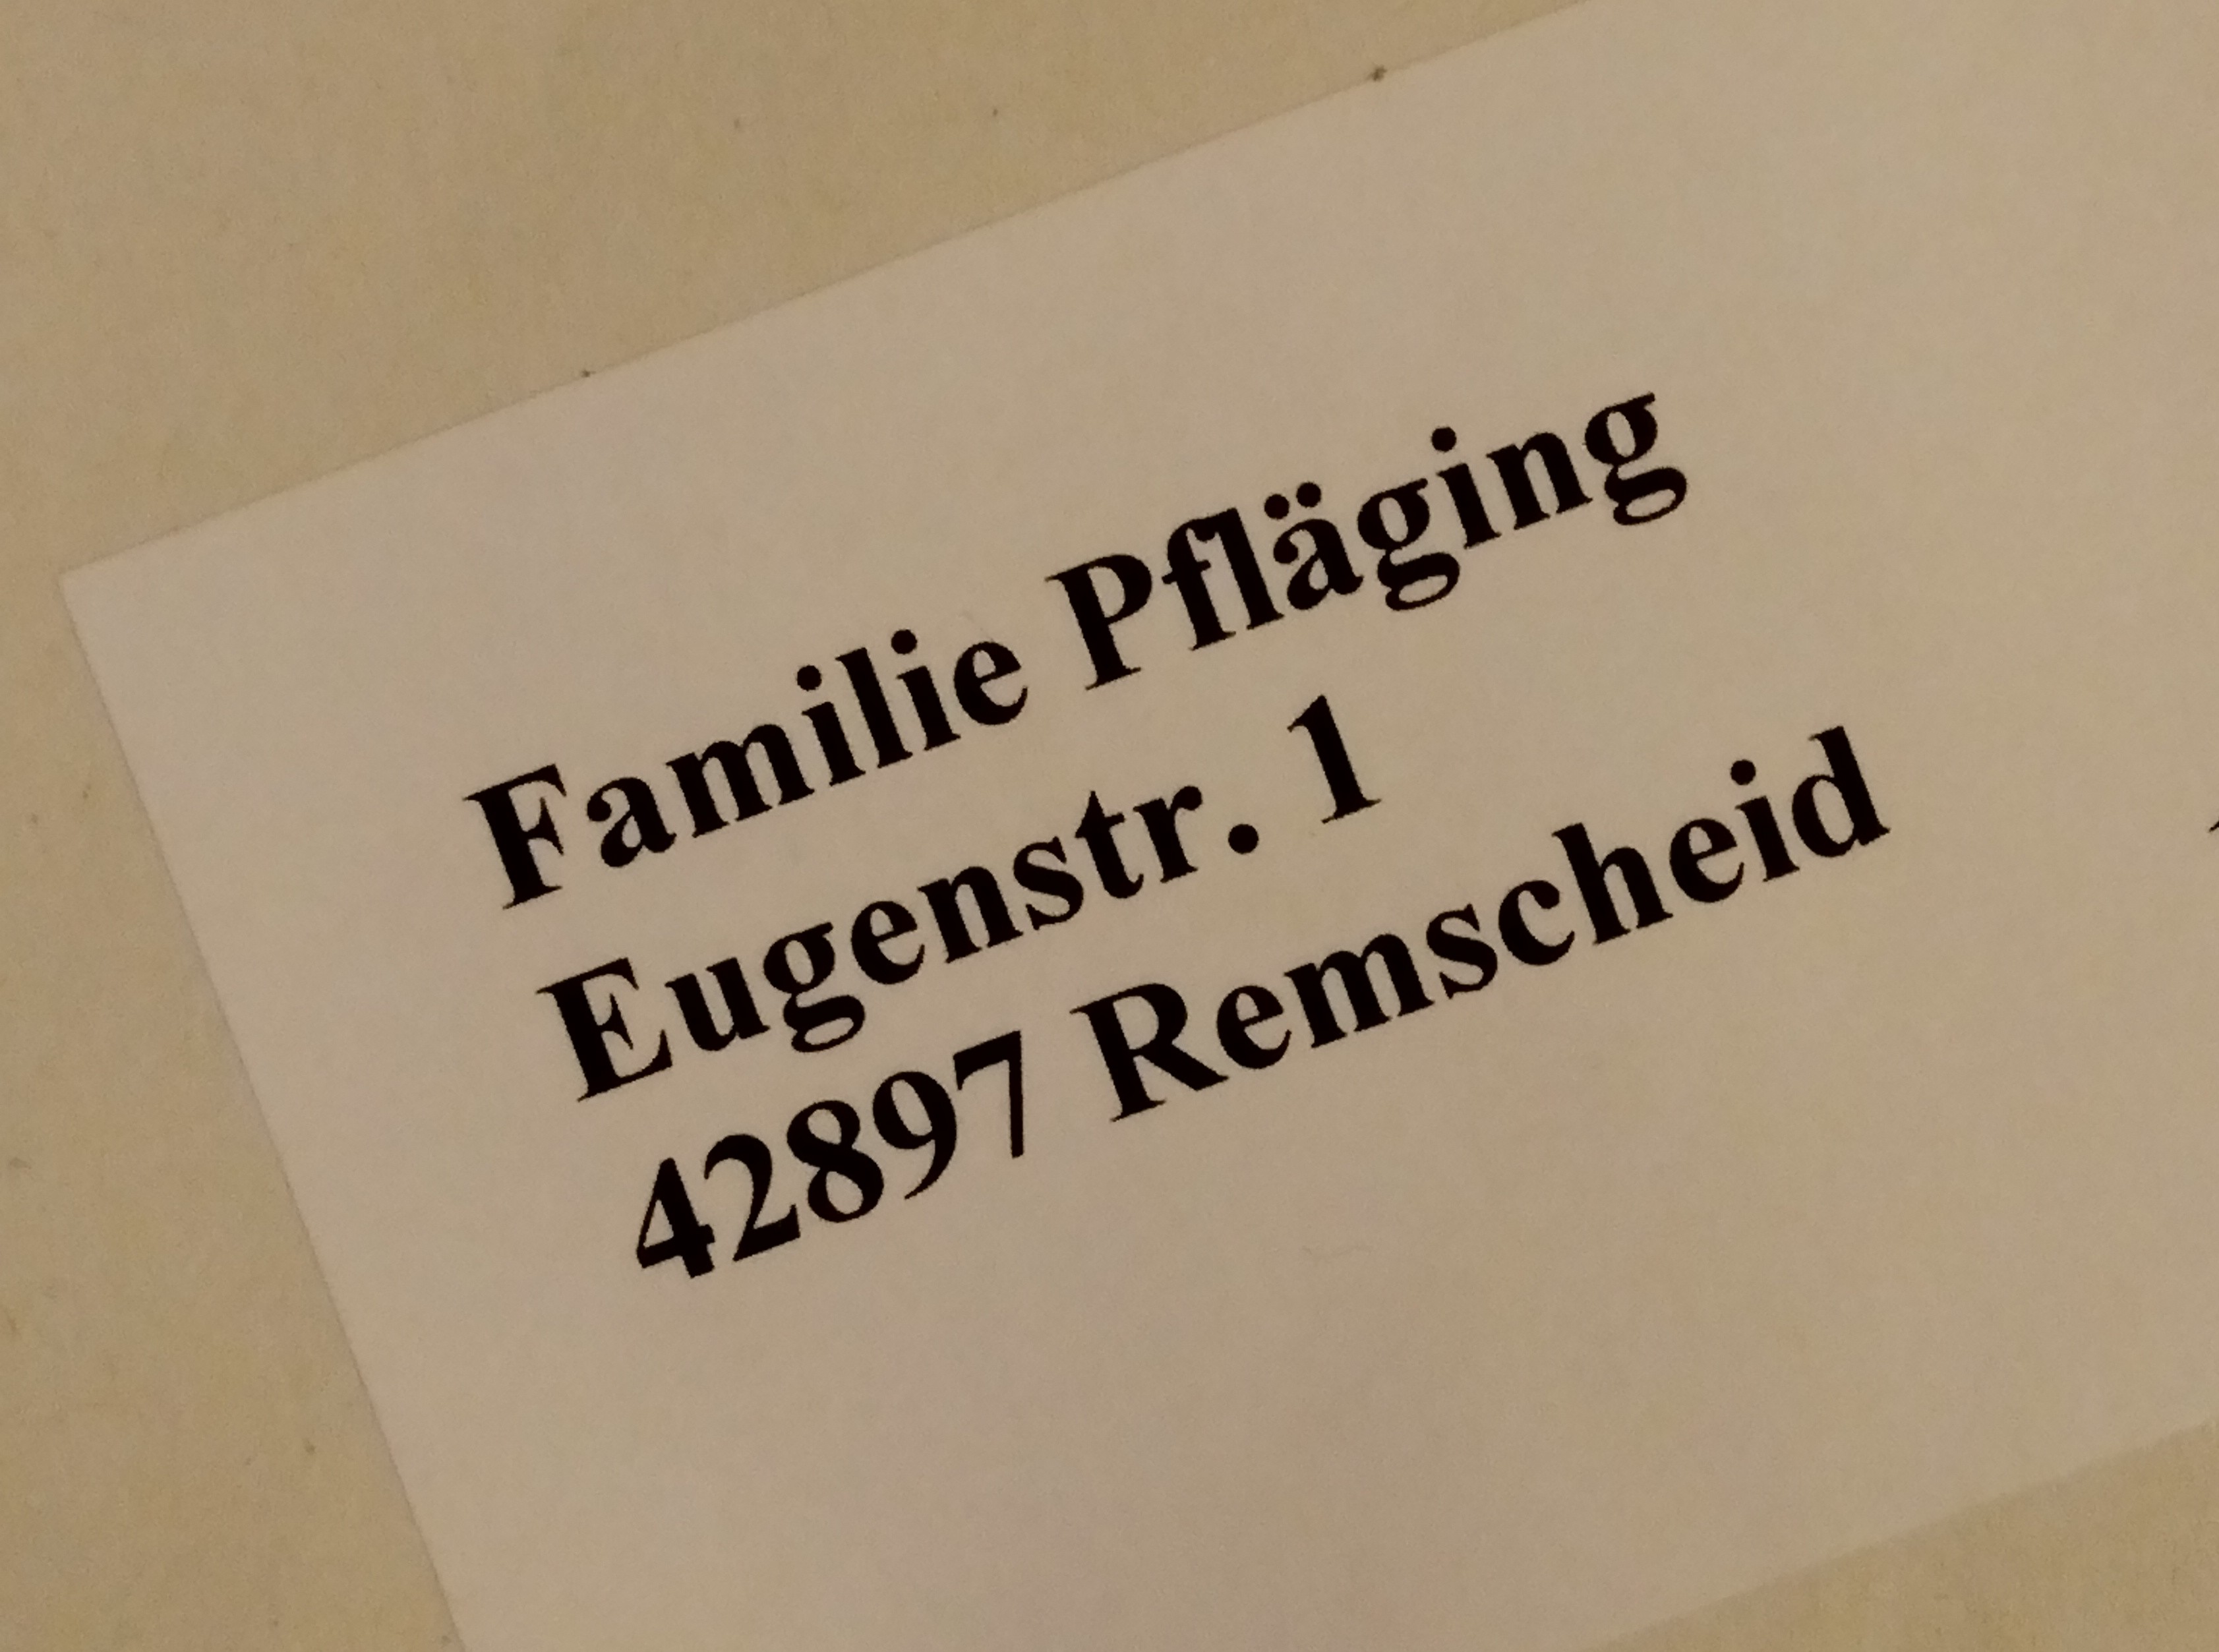 Familie Pfläging
Eugenstr. 1
42897 Remscheid